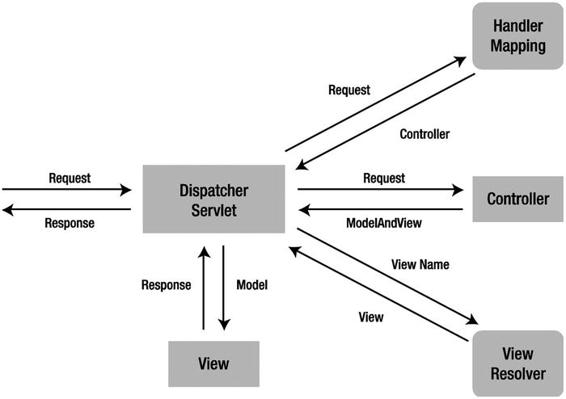 Handler
Mapping
Request
Controller
Request
Response
Dispatcher
Servlet
Request
ModelAndView
Controller
View Name
View
Response
Model
View
View
Resolver